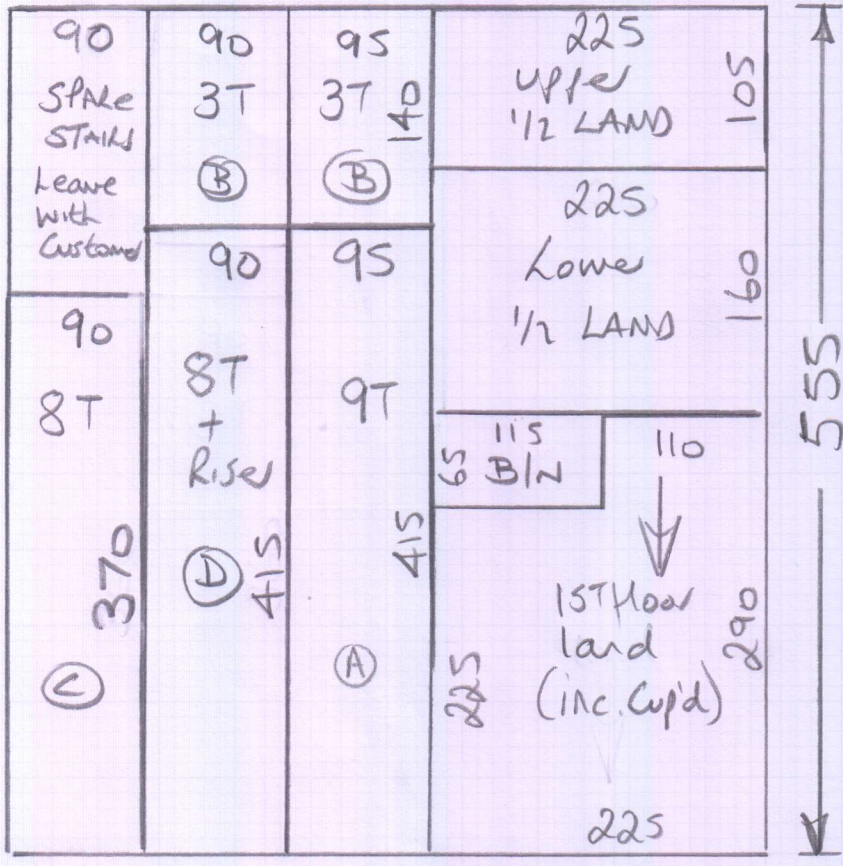 90
SPARE
STAIRS
Leave
with
Customer
90
8T
370
C
90
3T
B
90
8T
+
Riser
D
415
95
3T
140
B
95
9T
415
A
225
upper
1/2 LAND
105
225
Lower
1/2 LAND
160
115
65 B/N
110
1ST floor
land
(inc. Cup'd)
225
290
225
555